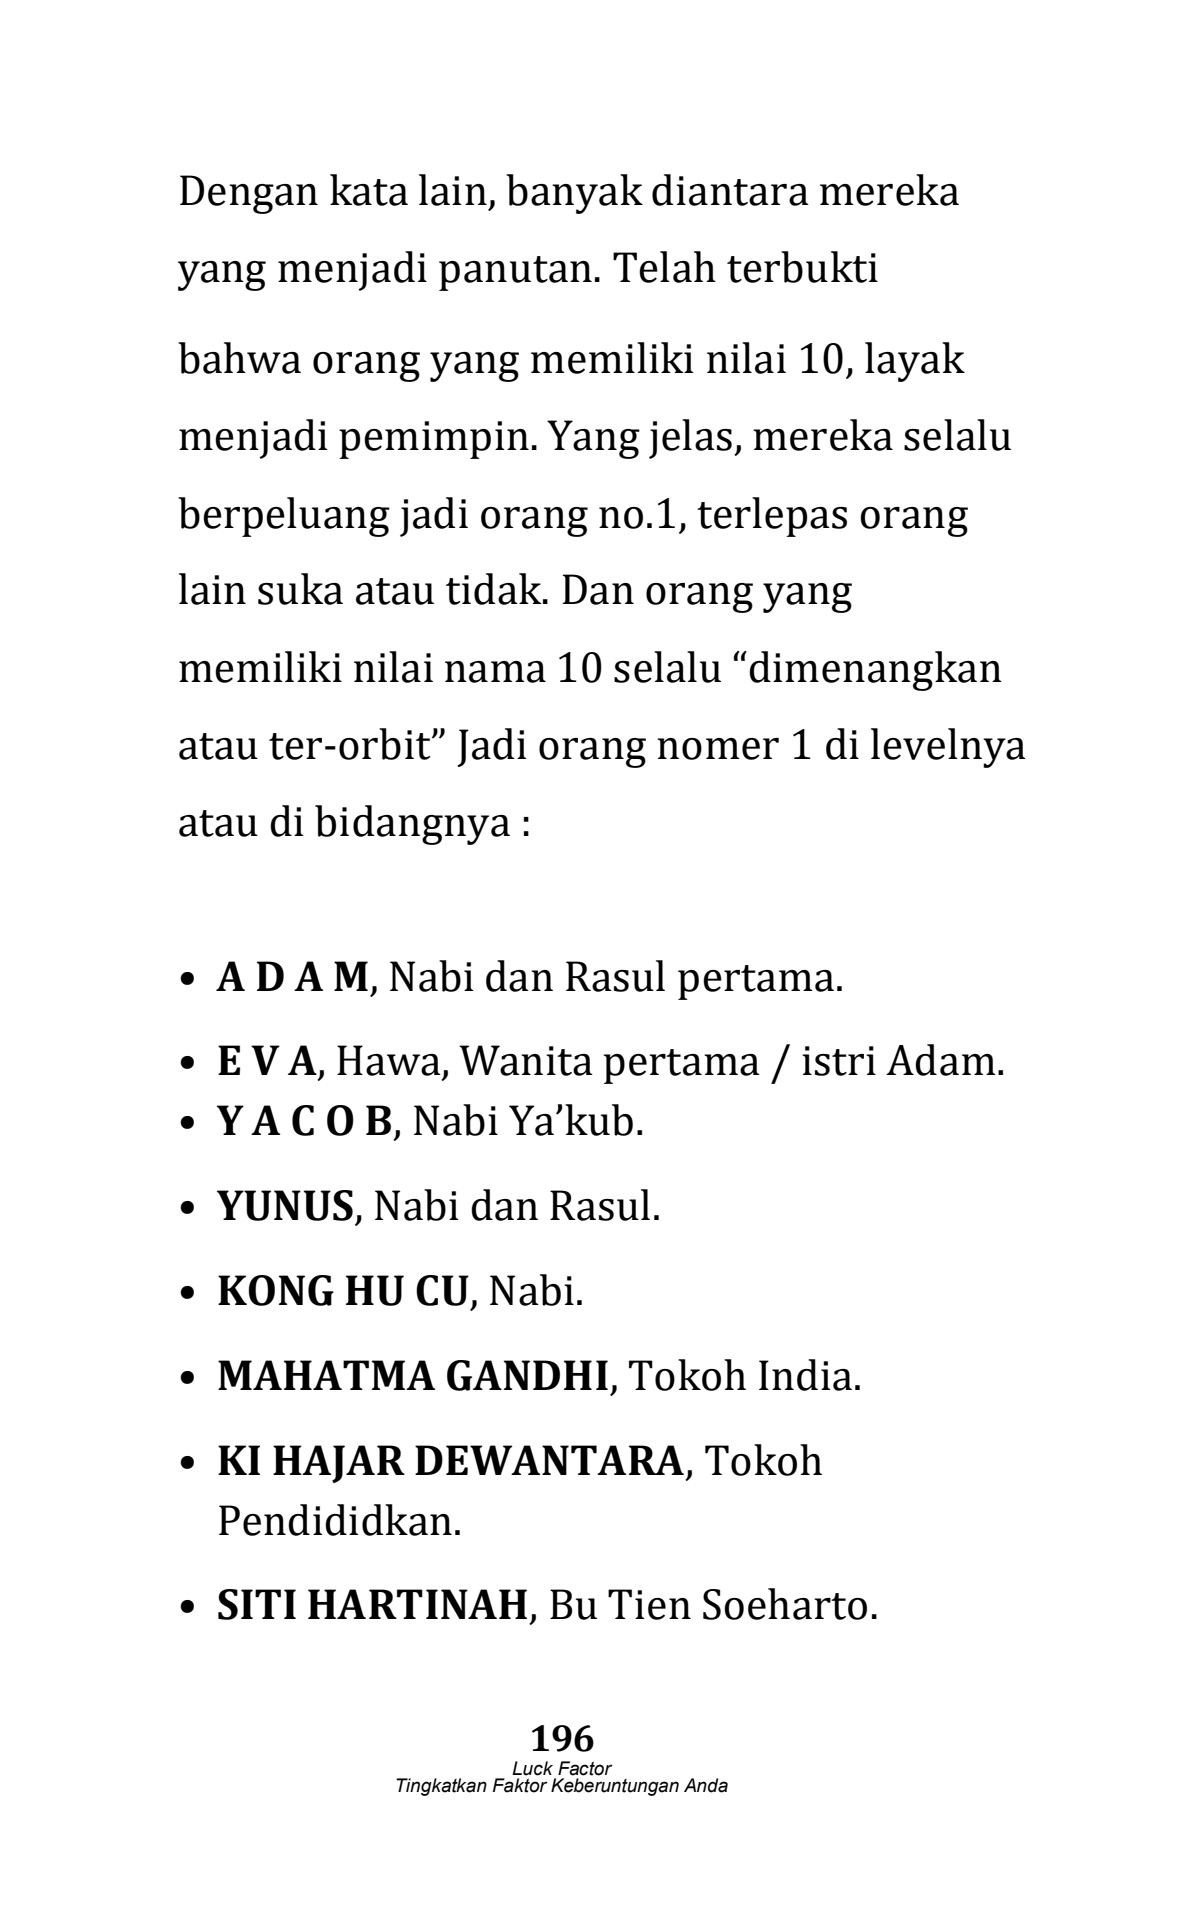 Dengan kata lain, banyak diantara mereka
yang menjadi panutan. Telah terbukti
bahwa orang yang memiliki nilai 10, layak
menjadi pemimpin. Yang jelas, mereka selalu
berpeluang jadi orang no.1, terlepas orang
lain suka atau tidak. Dan orang yang
memiliki nilai nama 10 selalu “dimenangkan
atau ter-orbit” Jadi orang nomer 1 di levelnya
atau di bidangnya :
• A D A M, Nabi dan Rasul pertama.
• E V A, Hawa, Wanita pertama / istri Adam.
• Y A C O B, Nabi Ya’kub.
• YUNUS, Nabi dan Rasul.
• KONG HU CU, Nabi.
• MAHATMA GANDHI, Tokoh India.
• KI HAJAR DEWANTARA, Tokoh
Pendididkan.
• SITI HARTINAH, Bu Tien Soeharto.
196
Luck Factor
Tingkatkan Faktor Keberuntungan Anda